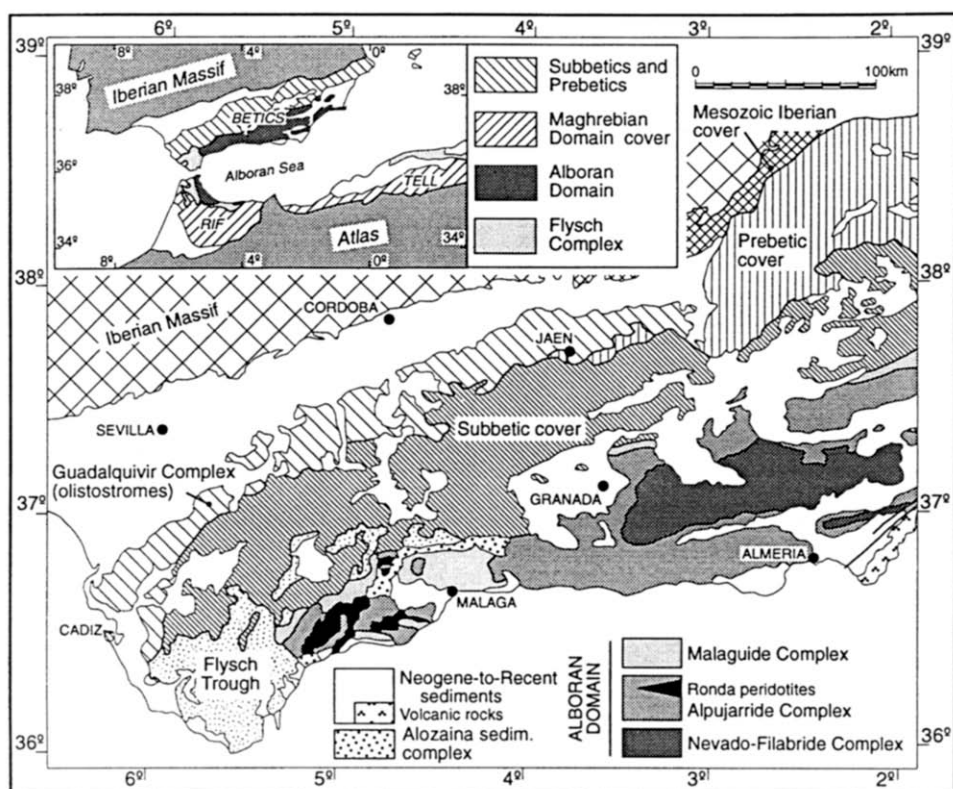 6º 5º 4º 3º 2º
39º 39º
8º 4º 0º
Iberian Massif
38º 38º
BETICS
36º 36º
Alboran Sea
TELL
RIF
Atlas
34º 34º
8º 4º 0º
Subbetics and
Prebetics
Maghrebian
Domain cover
Alboran
Domain
Flysch
Complex
0 100km
Mesozoic Iberian
cover
Prebetic
cover
38º 38º
Iberian Massif
CORDOBA
JAEN
SEVILLA
Subbetic cover
Guadalquivir Complex
(olistostromes)
37º 37º
GRANADA
ALMERIA
MALAGA
CADIZ
Flysch
Trough
Neogene-to-Recent
sediments
Volcanic rocks
Alozaina sedim.
complex
ALBORAN
DOMAIN
Malaguide Complex
Ronda peridotites
Alpujarride Complex
Nevado-Filabride Complex
36º 36º
6º 5º 4º 3º 2º